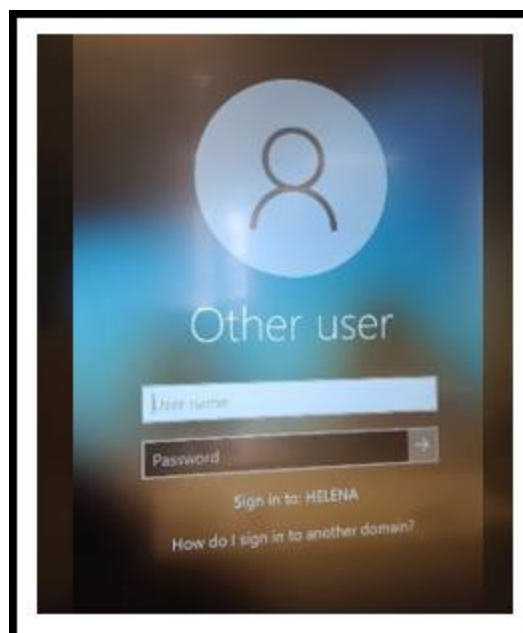 Other user
User name
Password
Sign in to: HELENA
How do I sign in to another domain?